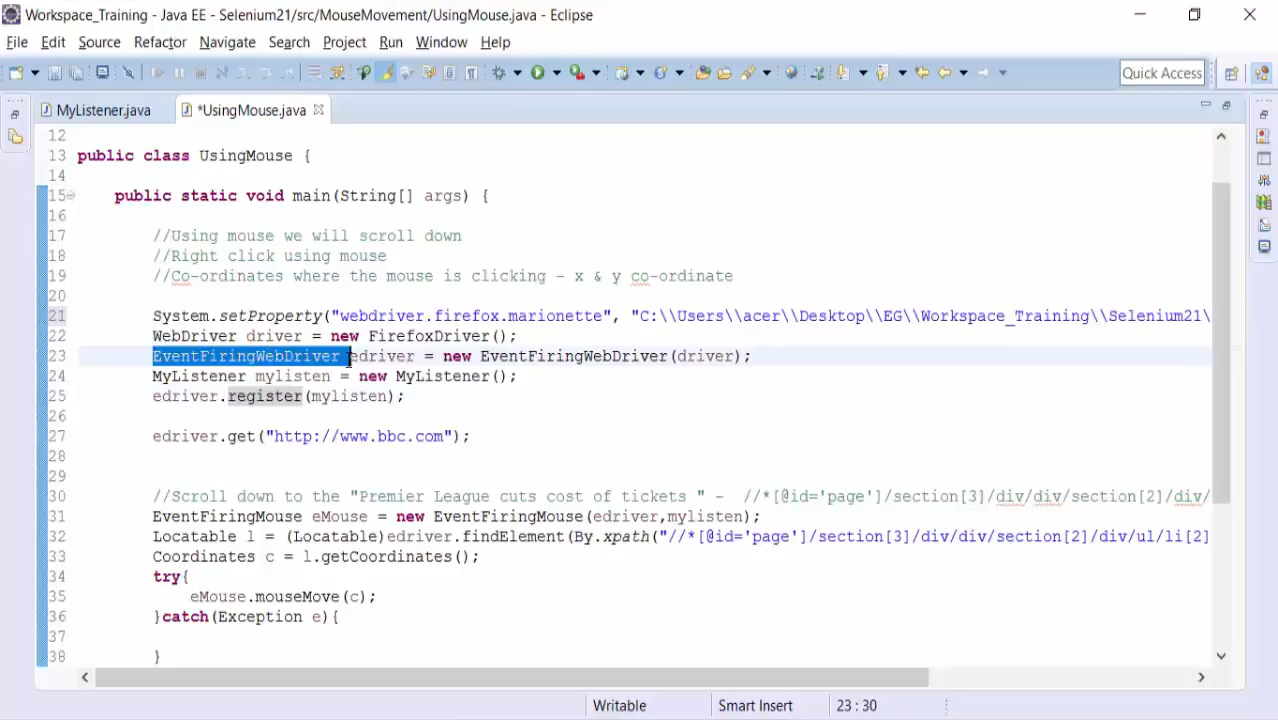 Workspace_Training - Java EE - Selenium21/src/MouseMovement/UsingMouse.java - Eclipse
File Edit Source Refactor Navigate Search Project Run Window Help
Quick Access
MyListener.java *UsingMouse.java
12
13 public class UsingMouse {
14
15 public static void main(String[] args) {
16
17 //Using mouse we will scroll down
18 //Right click using mouse
19 //Co-ordinates where the mouse is clicking - x & y co-ordinate
20
21 System.setProperty("webdriver.firefox.marionette", "C:\\Users\\acer\\Desktop\\EG\\Workspace_Training\\Selenium21\
22 WebDriver driver = new FirefoxDriver();
23 EventFiringWebDriver edriver = new EventFiringWebDriver(driver);
24 MyListener mylisten = new MyListener();
25 edriver.register(mylisten);
26
27 edriver.get("http://www.bbc.com");
28
29
30 //Scroll down to the "Premier League cuts cost of tickets " - //*[@id='page']/section[3]/div/div/section[2]/div/
31 EventFiringMouse eMouse = new EventFiringMouse(edriver,mylisten);
32 Locatable l = (Locatable)edriver.findElement(By.xpath("//*[@id='page']/section[3]/div/div/section[2]/div/ul/li[2]
33 Coordinates c = l.getCoordinates();
34 try{
35 eMouse.mouseMove(c);
36 }catch(Exception e){
37
38 }
Writable Smart Insert 23 : 30